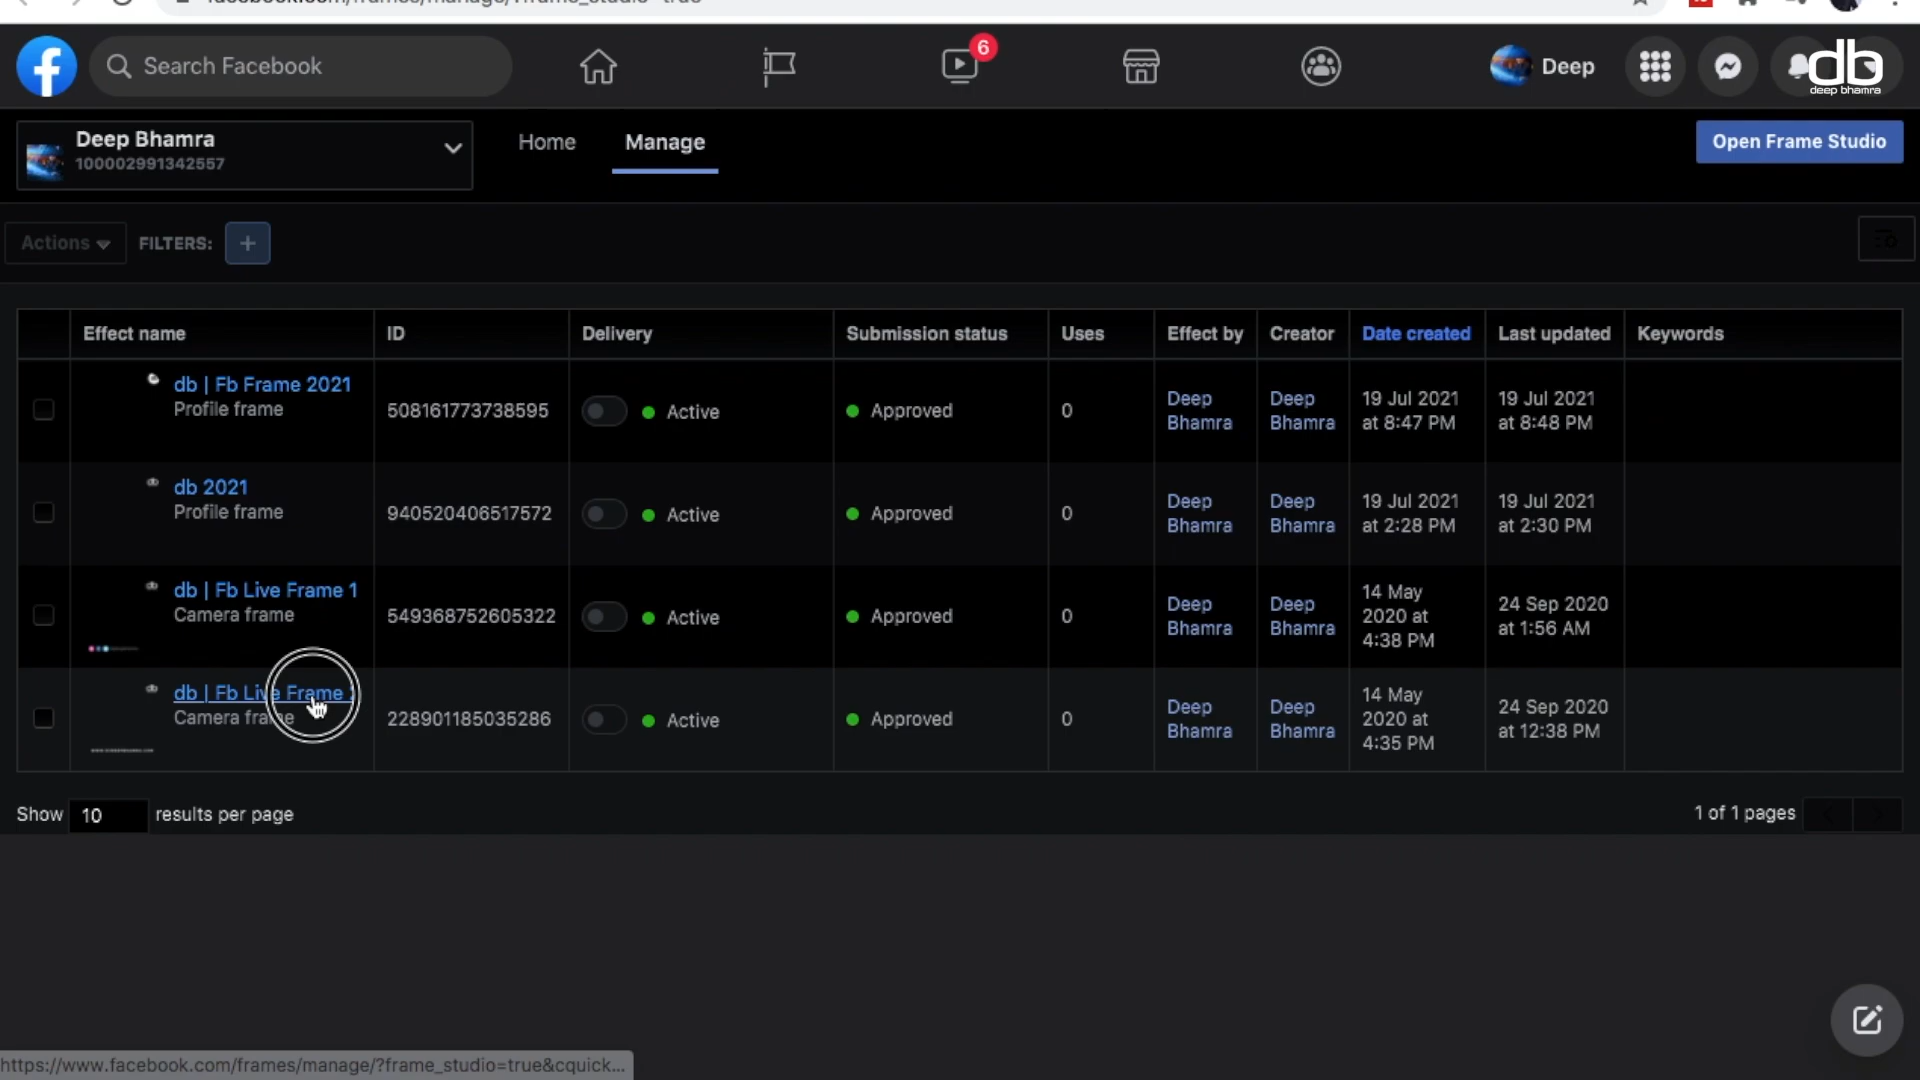 Search Facebook
6
Deep
db
deep bhamra
Deep Bhamra
100002991342557
Home
Manage
Open Frame Studio
Actions
FILTERS:
+
Effect name
ID
Delivery
Submission status
Uses
Effect by
Creator
Date created
Last updated
Keywords
db | Fb Frame 2021
Profile frame
508161773738595
Active
Approved
0
Deep
Bhamra
Deep
Bhamra
19 Jul 2021
at 8:47 PM
19 Jul 2021
at 8:48 PM
db 2021
Profile frame
940520406517572
Active
Approved
0
Deep
Bhamra
Deep
Bhamra
19 Jul 2021
at 2:28 PM
19 Jul 2021
at 2:30 PM
db | Fb Live Frame 1
Camera frame
549368752605322
Active
Approved
0
Deep
Bhamra
Deep
Bhamra
14 May
2020 at
4:38 PM
24 Sep 2020
at 1:56 AM
db | Fb Live Frame
Camera frame
228901185035286
Active
Approved
0
Deep
Bhamra
Deep
Bhamra
14 May
2020 at
4:35 PM
24 Sep 2020
at 12:38 PM
Show 10 results per page
1 of 1 pages
https://www.facebook.com/frames/manage/?frame_studio=true&cquick...